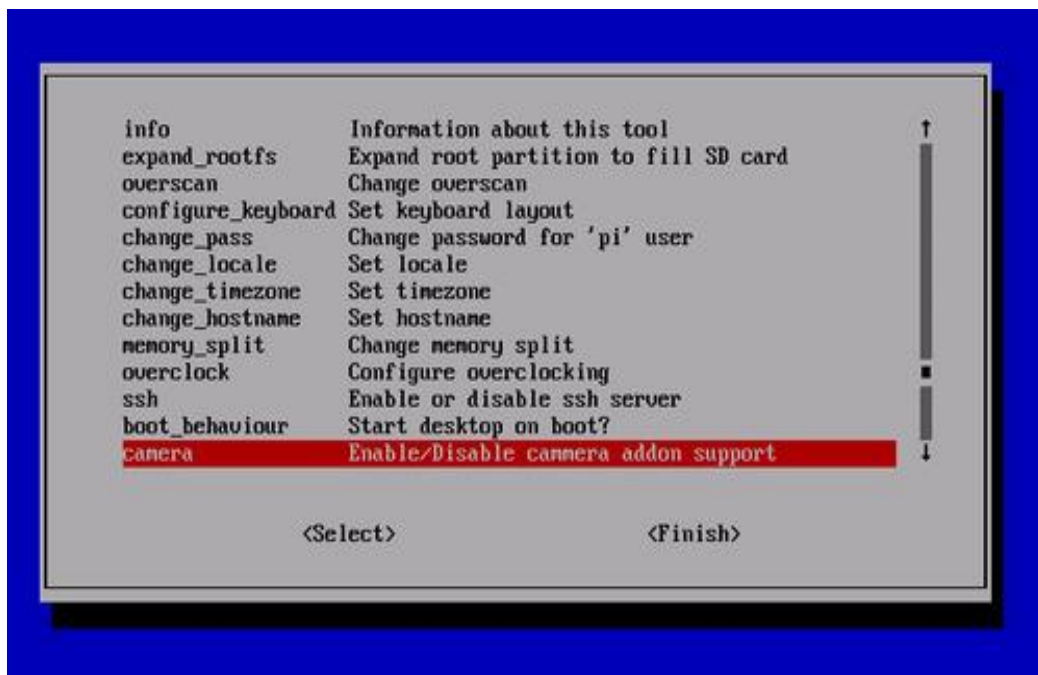 info Information about this tool
expand_rootfs Expand root partition to fill SD card
overscan Change overscan
configure_keyboard Set keyboard layout
change_pass Change password for 'pi' user
change_locale Set locale
change_timezone Set timezone
change_hostname Set hostname
memory_split Change memory split
overclock Configure overclocking
ssh Enable or disable ssh server
boot_behaviour Start desktop on boot?
camera Enable/Disable cammera addon support
<Select> <Finish>